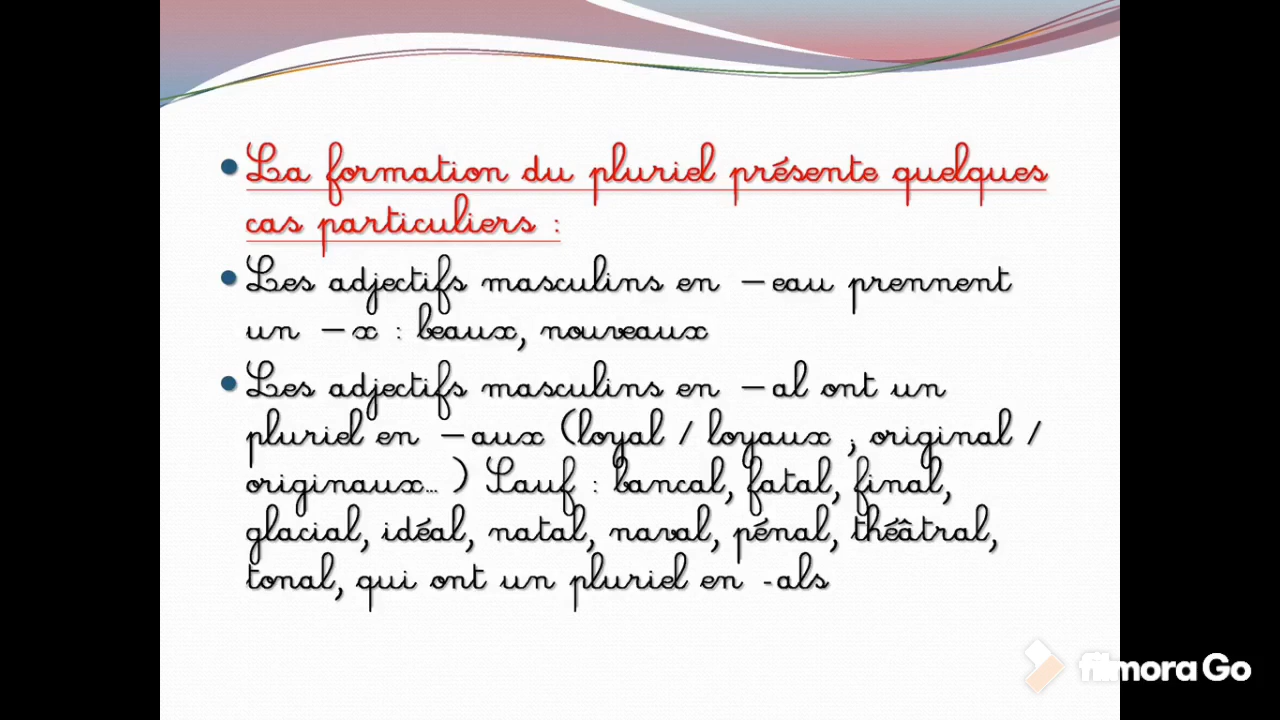 La formation du pluriel présente quelques
cas particuliers :
Les adjectifs masculins en –eau prennent
un –x : beaux, nouveaux
Les adjectifs masculins en –al ont un
pluriel en –aux (loyal / loyaux ; original /
originaux... ) Sauf : bancal, fatal, final,
glacial, idéal, natal, naval, pénal, théâtral,
tonal, qui ont un pluriel en -als
filmora Go